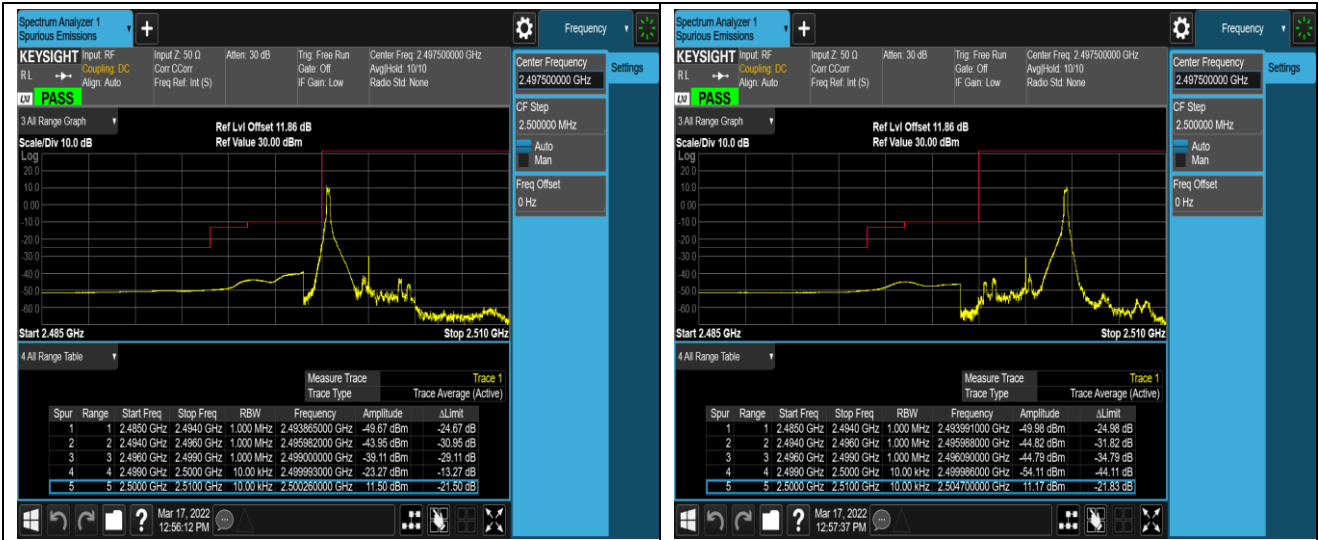 Spectrum Analyzer 1
Spurious Emissions
+
Frequency
KEYSIGHT Input: RF Input Z: 50 Ω Atten: 30 dB Trig: Free Run Center Freq: 2.497500000 GHz
RL Coupling: DC Corr CCorr Gate: Off Avg|Hold: 10/10
Align: Auto Freq Ref: Int (S) IF Gain: Low Radio Std: None
LXI PASS
Center Frequency
2.497500000 GHz
Settings
CF Step
2.500000 MHz
Auto
Man
Freq Offset
0 Hz
3 All Range Graph
Ref Lvl Offset 11.86 dB
Scale/Div 10.0 dB Ref Value 30.00 dBm
Log
20.0
10.0
0.00
-10.0
-20.0
-30.0
-40.0
-50.0
-60.0
Start 2.485 GHz Stop 2.510 GHz
4 All Range Table
Measure Trace Trace 1
Trace Type Trace Average (Active)
Spur Range Start Freq Stop Freq RBW Frequency Amplitude ΔLimit
1 1 2.4850 GHz 2.4940 GHz 1.000 MHz 2.493865000 GHz -49.67 dBm -24.67 dB
2 2 2.4940 GHz 2.4960 GHz 1.000 MHz 2.495982000 GHz -43.95 dBm -30.95 dB
3 3 2.4960 GHz 2.4990 GHz 1.000 MHz 2.499000000 GHz -39.11 dBm -29.11 dB
4 4 2.4990 GHz 2.5000 GHz 10.00 kHz 2.499993000 GHz -23.27 dBm -13.27 dB
5 5 2.5000 GHz 2.5100 GHz 10.00 kHz 2.500260000 GHz 11.50 dBm -21.50 dB
?
Mar 17, 2022
12:56:12 PM
Spectrum Analyzer 1
Spurious Emissions
+
Frequency
KEYSIGHT Input: RF Input Z: 50 Ω Atten: 30 dB Trig: Free Run Center Freq: 2.497500000 GHz
RL Coupling: DC Corr CCorr Gate: Off Avg|Hold: 10/10
Align: Auto Freq Ref: Int (S) IF Gain: Low Radio Std: None
LXI PASS
Center Frequency
2.497500000 GHz
Settings
CF Step
2.500000 MHz
Auto
Man
Freq Offset
0 Hz
3 All Range Graph
Ref Lvl Offset 11.86 dB
Scale/Div 10.0 dB Ref Value 30.00 dBm
Log
20.0
10.0
0.00
-10.0
-20.0
-30.0
-40.0
-50.0
-60.0
Start 2.485 GHz Stop 2.510 GHz
4 All Range Table
Measure Trace Trace 1
Trace Type Trace Average (Active)
Spur Range Start Freq Stop Freq RBW Frequency Amplitude ΔLimit
1 1 2.4850 GHz 2.4940 GHz 1.000 MHz 2.493991000 GHz -49.98 dBm -24.98 dB
2 2 2.4940 GHz 2.4960 GHz 1.000 MHz 2.495988000 GHz -44.82 dBm -31.82 dB
3 3 2.4960 GHz 2.4990 GHz 1.000 MHz 2.496090000 GHz -44.79 dBm -34.79 dB
4 4 2.4990 GHz 2.5000 GHz 10.00 kHz 2.499986000 GHz -54.11 dBm -44.11 dB
5 5 2.5000 GHz 2.5100 GHz 10.00 kHz 2.504700000 GHz 11.17 dBm -21.83 dB
?
Mar 17, 2022
12:57:37 PM